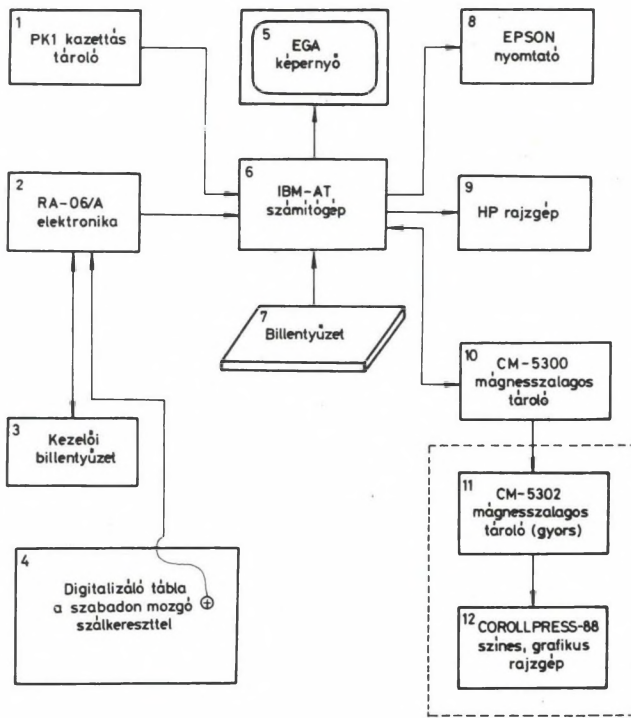 1
PK1 kazettás
tároló
2
RA-06/A
elektronika
3
Kezelői
billentyűzet
4
Digitalizáló tábla
a szabadon mozgó
szálkereszttel
5
EGA
képernyő
6
IBM-AT
számítógép
7
Billentyűzet
8
EPSON
nyomtató
9
HP rajzgép
10
CM-5300
mágnesszalagos
tároló
11
CM-5302
mágnesszalagos
tároló (gyors)
12
COROLLPRESS-88
színes, grafikus
rajzgép